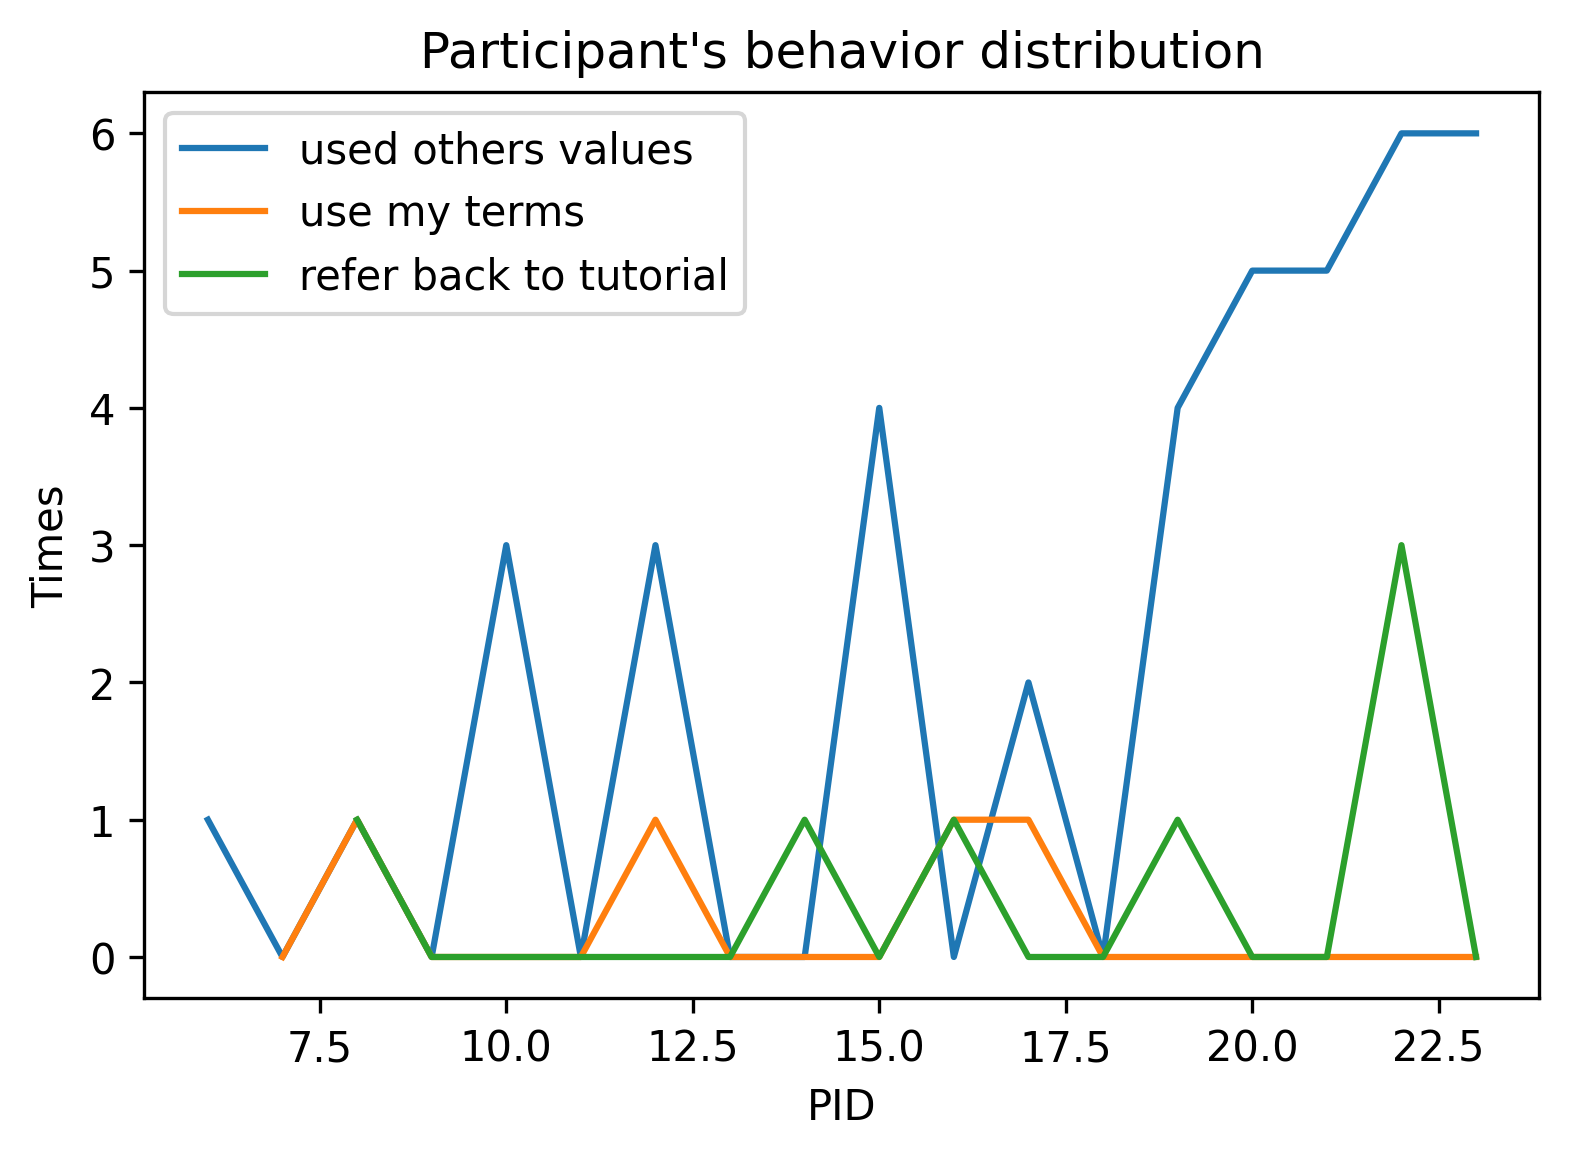 Participant's behavior distribution
used others values
use my terms
refer back to tutorial
6
5
4
3
2
1
0
Times
7.5 10.0 12.5 15.0 17.5 20.0 22.5
PID